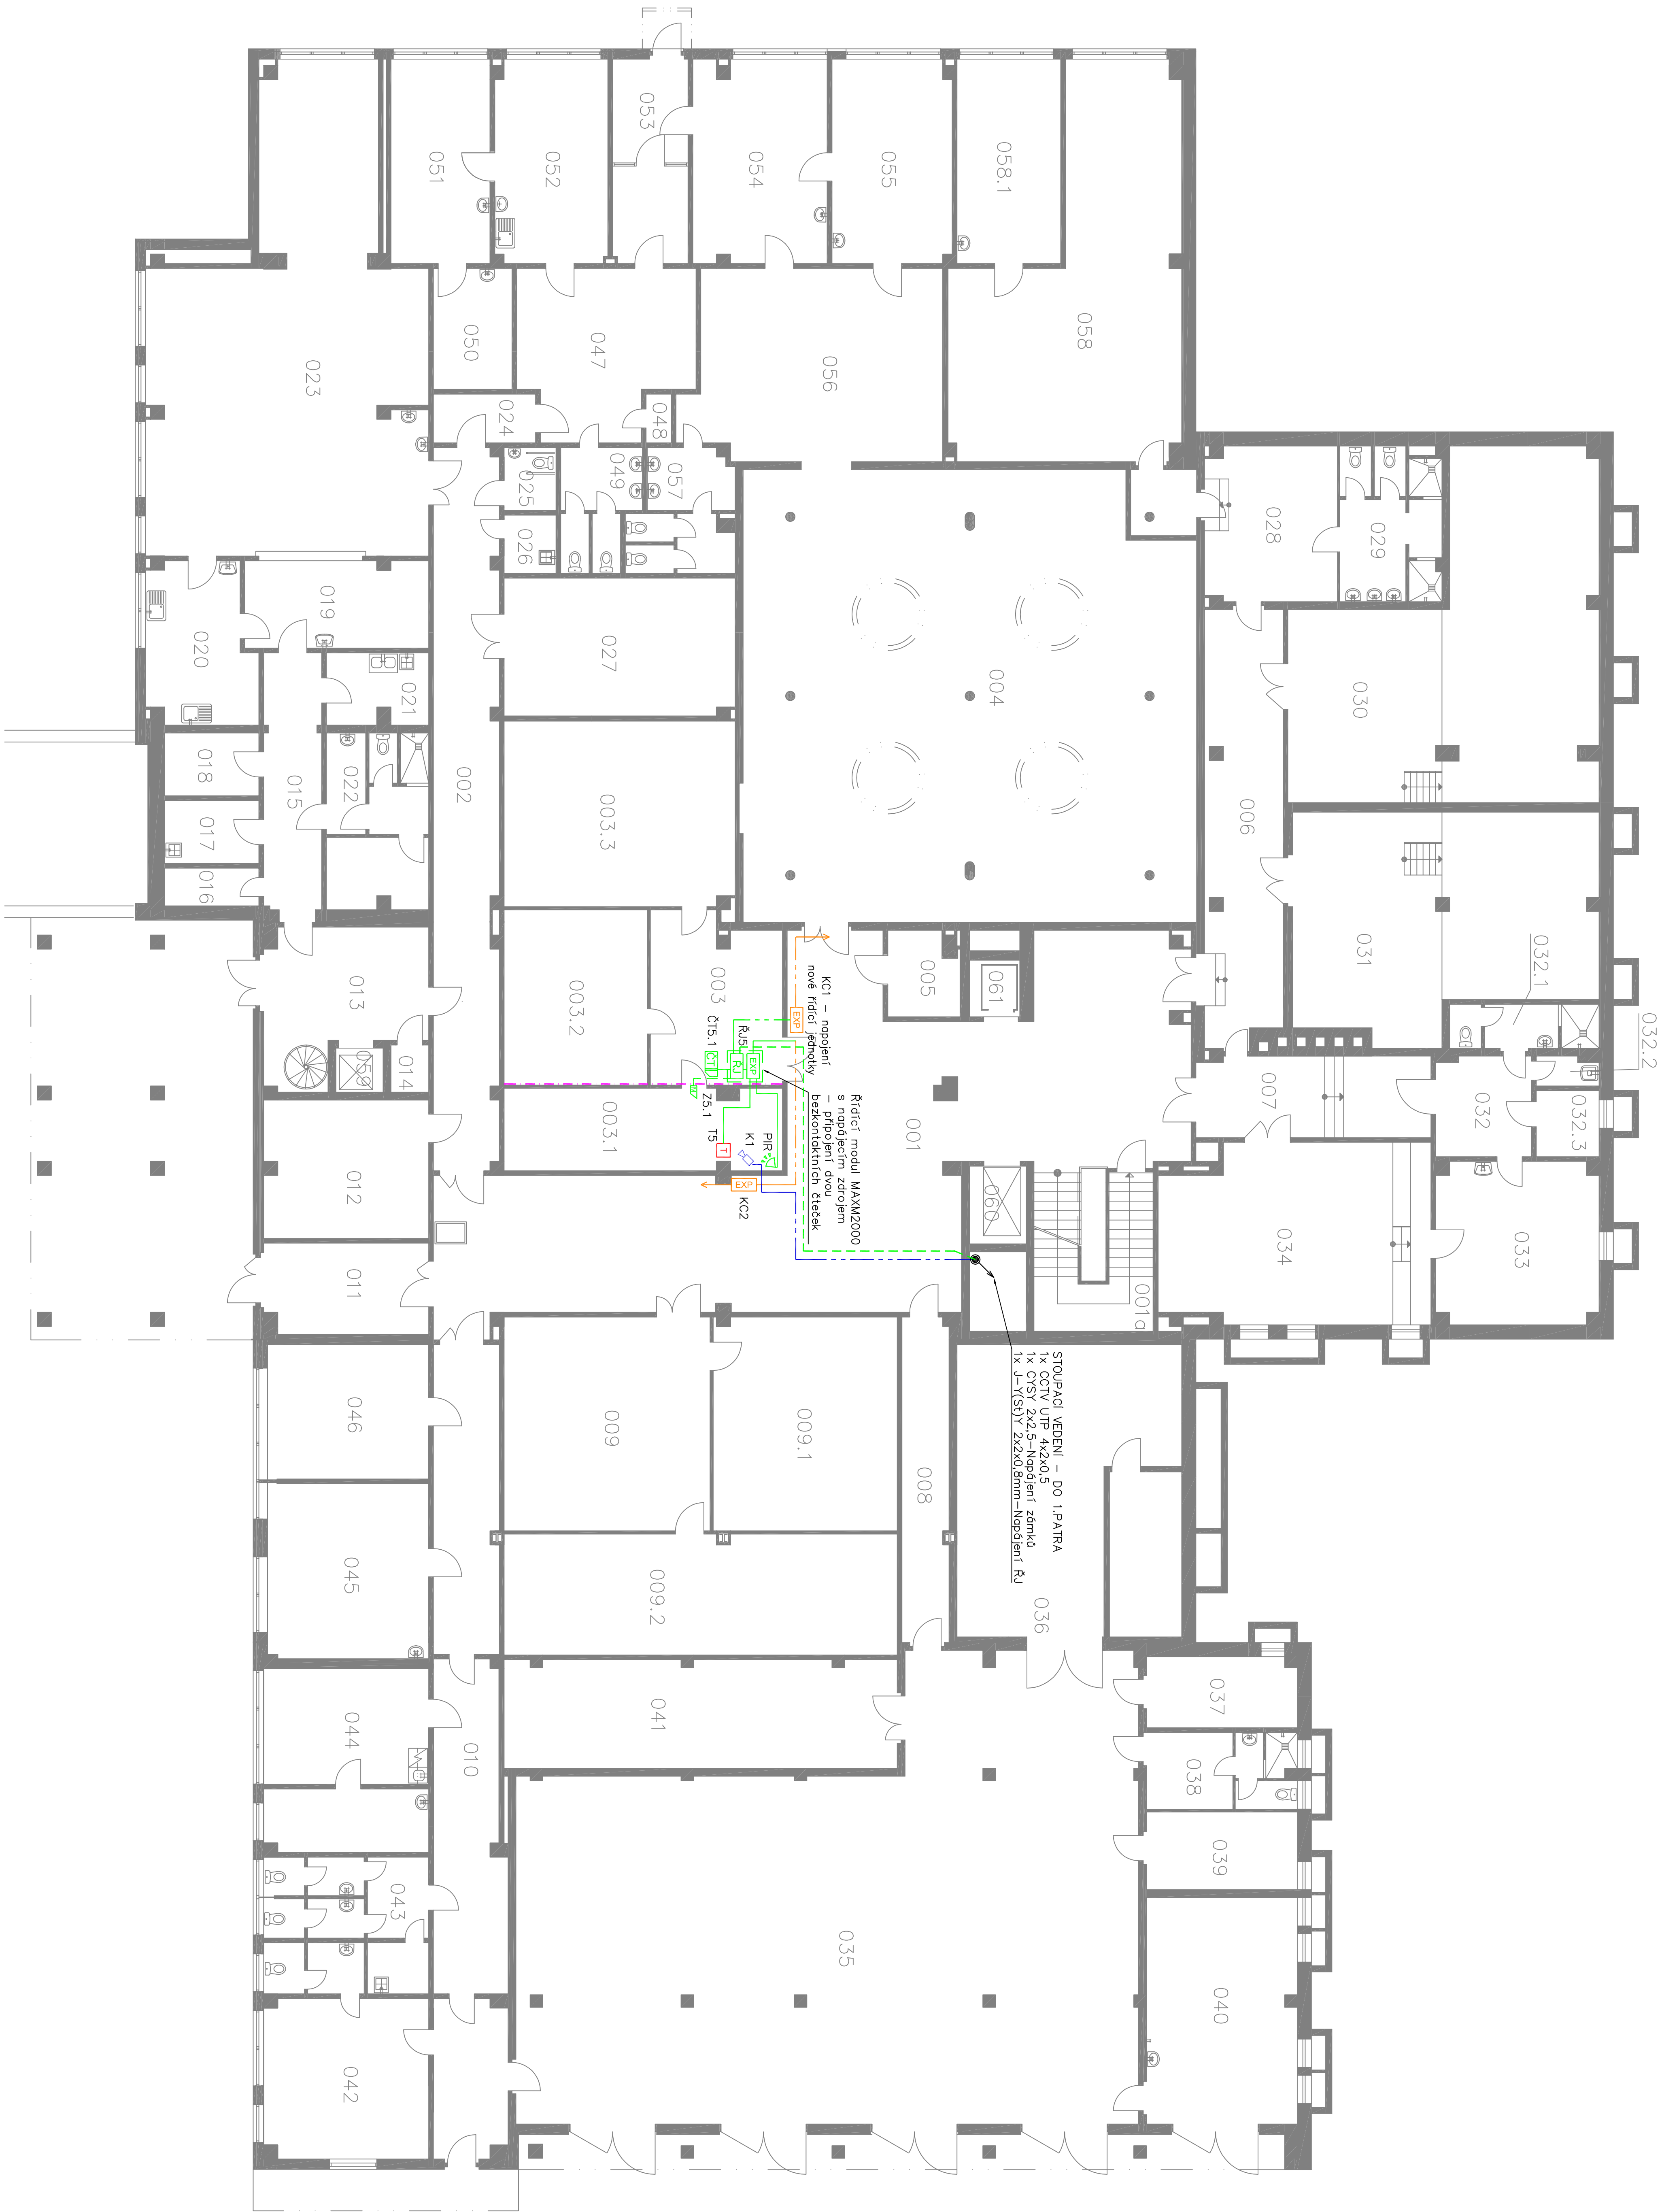 032.2
032.1
032.3
032
033
034
031
030
029
028
006
007
001a
060
001
061
005
004
058
058.1
055
054
053
052
051
050
047
056
048
049
057
024
025
026
027
023
019
020
021
022
018
017
016
015
002
003.3
003.2
003
003.1
013
014
059
012
011
046
045
044
043
042
010
009
009.1
009.2
008
041
036
035
037
038
039
040
KC1 – napojení
nové řídící jednotky
EXP
ŘJ5
EXP
ŘJ
ČT5.1
ČT
Z5.1
T5
T
K1
PIR
EXP
KC2
Řídící modul MAXM2000
s napájecím zdrojem
– připojení dvou
bezkontaktních čteček
STOUPACÍ VEDENÍ – DO 1.PATRA
1x CCTV UTP 4x2x0,5
1x CYSY 2x2,5–Napájení zámků
1x J–Y(St)Y 2x2x0,8mm–Napájení ŘJ